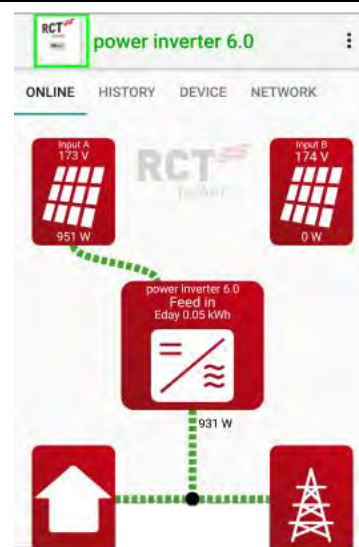 RCT
power inverter 6.0
ONLINE HISTORY DEVICE NETWORK
Input A
173 V
951 W
RCT
power
Input B
174 V
0 W
power inverter 6.0
Feed in
Eday 0.05 kWh
931 W